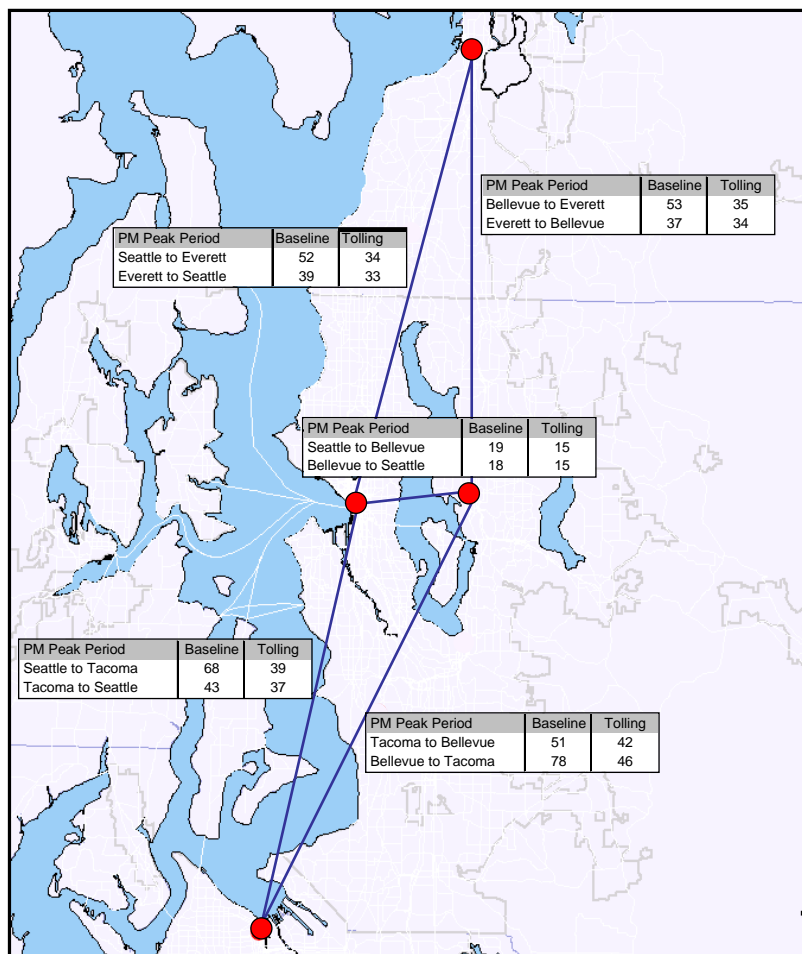 PM Peak Period Baseline Tolling
Bellevue to Everett 53 35
Everett to Bellevue 37 34
PM Peak Period Baseline Tolling
Seattle to Everett 52 34
Everett to Seattle 39 33
PM Peak Period Baseline Tolling
Seattle to Bellevue 19 15
Bellevue to Seattle 18 15
PM Peak Period Baseline Tolling
Seattle to Tacoma 68 39
Tacoma to Seattle 43 37
PM Peak Period Baseline Tolling
Tacoma to Bellevue 51 42
Bellevue to Tacoma 78 46